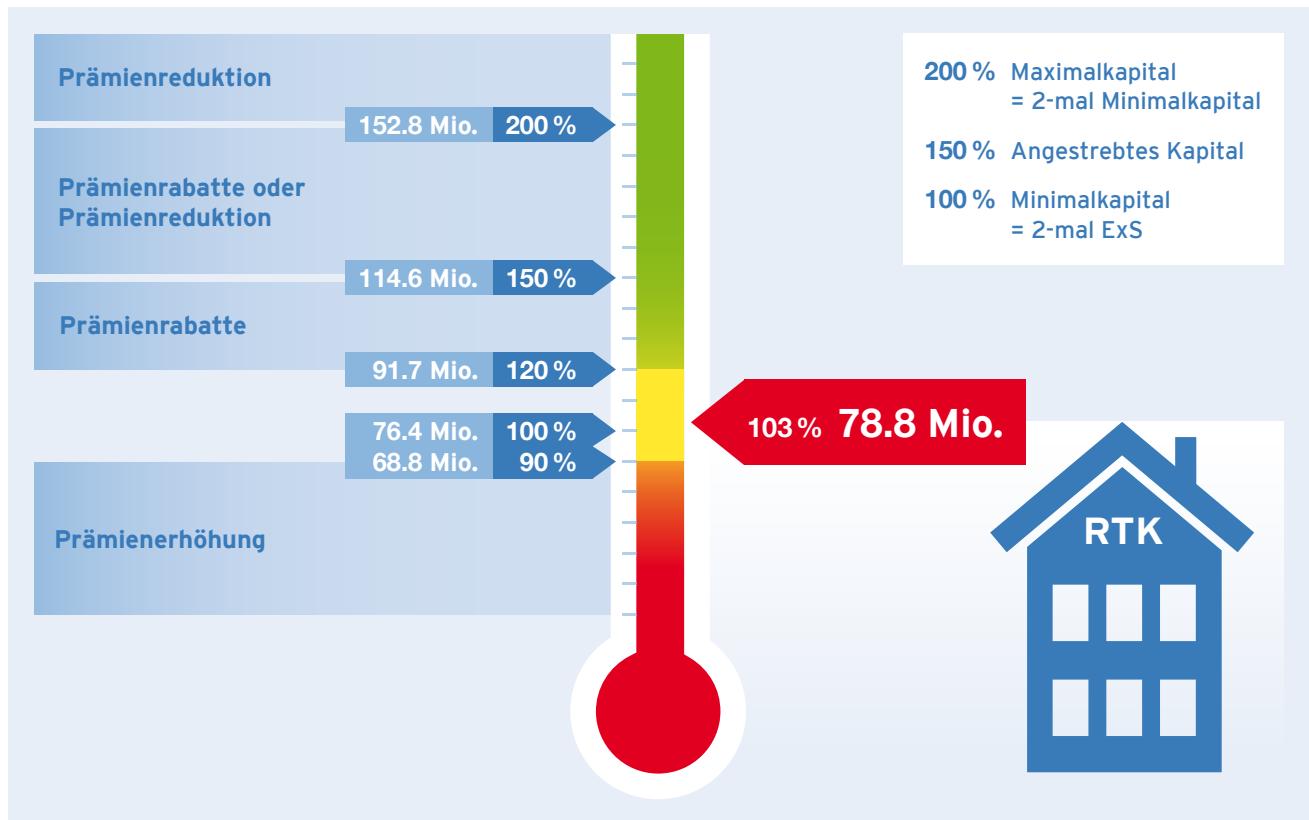 Prämienreduktion
152.8 Mio. 200 %
Prämienrabatte oder
Prämienreduktion
114.6 Mio. 150 %
Prämienrabatte
91.7 Mio. 120 %
76.4 Mio. 100 %
68.8 Mio. 90 %
Prämienerhöhung
200 % Maximalkapital
= 2-mal Minimalkapital
150 % Angestrebtes Kapital
100 % Minimalkapital
= 2-mal ExS
103 % 78.8 Mio.
RTK